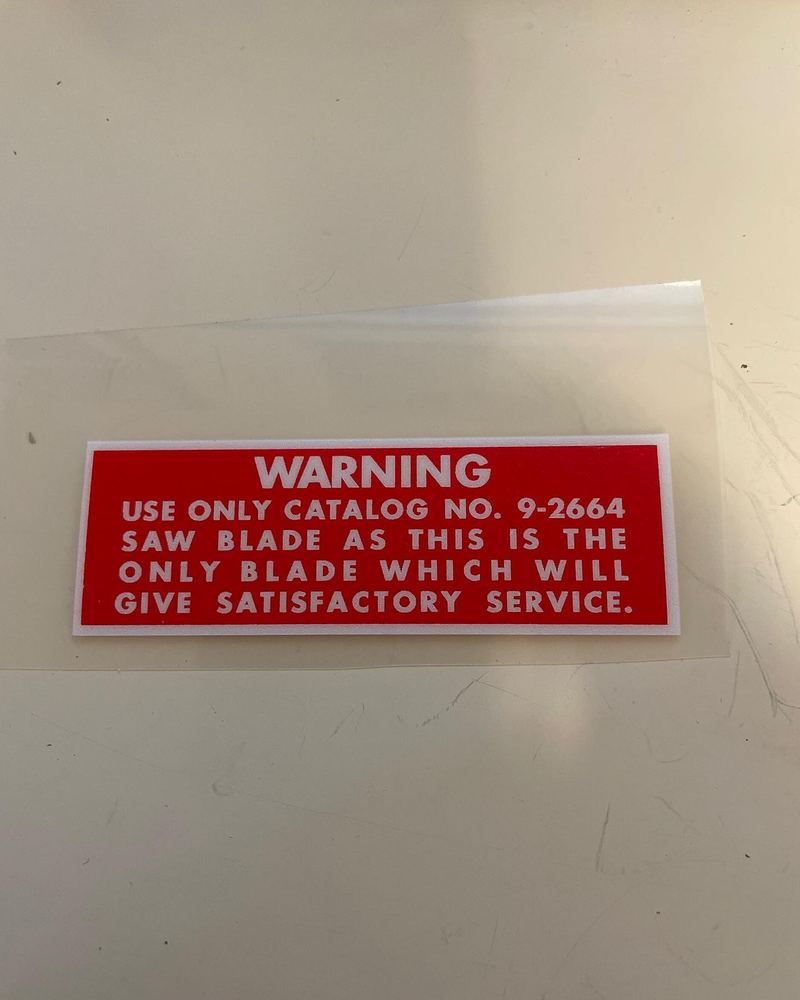 WARNING
USE ONLY CATALOG NO. 9-2664
SAW BLADE AS THIS IS THE
ONLY BLADE WHICH WILL
GIVE SATISFACTORY SERVICE.